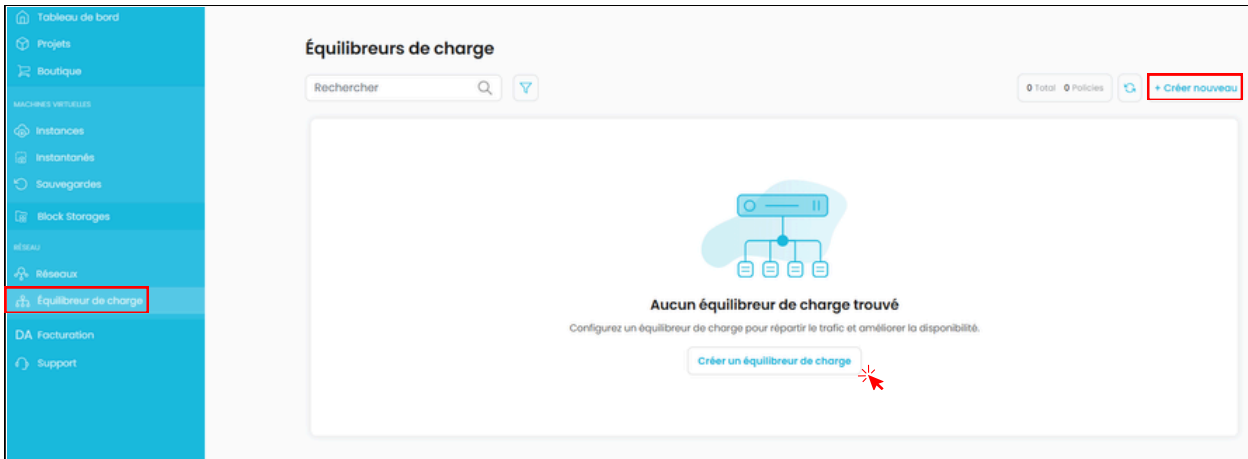 Tableau de bord
Projets
Boutique
MACHINES VIRTUELLES
Instances
Instantanés
Sauvegardes
Block Storages
RÉSEAU
Réseaux
Équilibreur de charge
DA Facturation
Support
Équilibreurs de charge
Rechercher
0 Total 0 Policies
+ Créer nouveau
Aucun équilibreur de charge trouvé
Configurez un équilibreur de charge pour répartir le trafic et améliorer la disponibilité.
Créer un équilibreur de charge